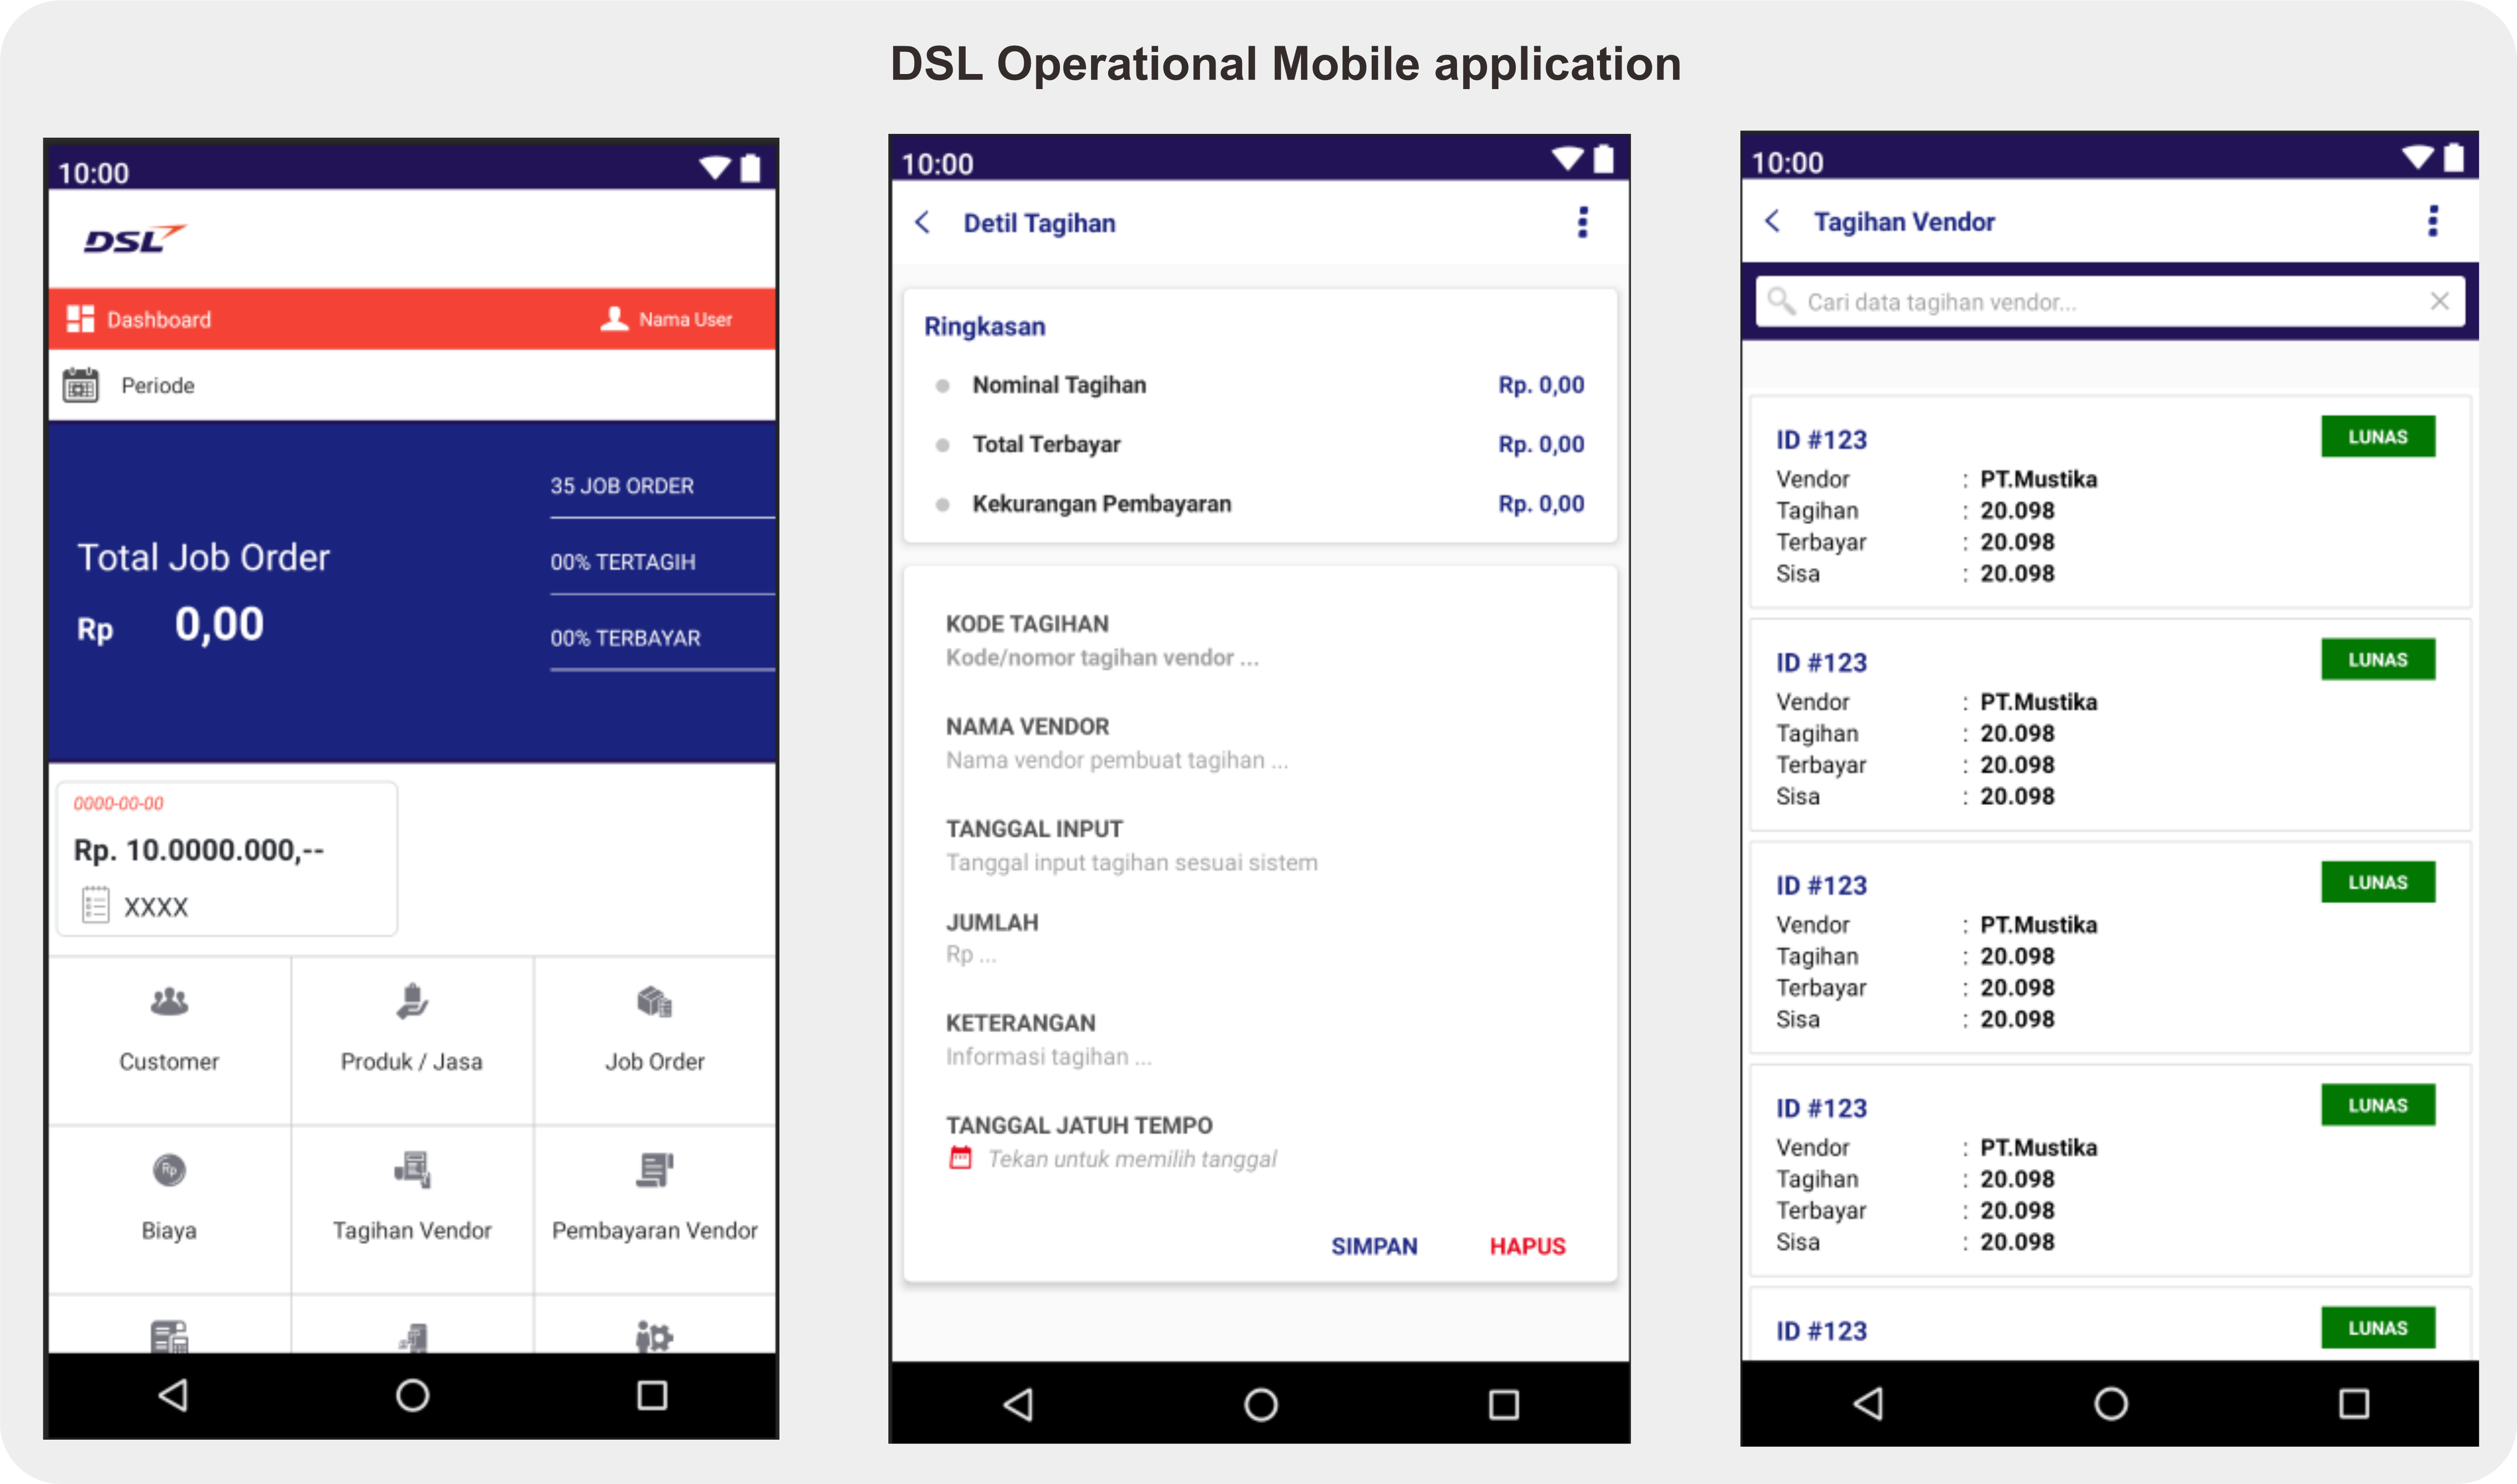 DSL Operational Mobile application
10:00
DSL
Dashboard Nama User
Periode
35 JOB ORDER
Total Job Order
00% TERTAGIH
Rp 0,00
00% TERBAYAR
0000-00-00
Rp. 10.0000.000,--
XXXX
Customer Produk / Jasa Job Order
Rp
Biaya Tagihan Vendor Pembayaran Vendor
10:00
Detil Tagihan
Ringkasan
Nominal Tagihan Rp. 0,00
Total Terbayar Rp. 0,00
Kekurangan Pembayaran Rp. 0,00
KODE TAGIHAN
Kode/nomor tagihan vendor ...
NAMA VENDOR
Nama vendor pembuat tagihan ...
TANGGAL INPUT
Tanggal input tagihan sesuai sistem
JUMLAH
Rp ...
KETERANGAN
Informasi tagihan ...
TANGGAL JATUH TEMPO
Tekan untuk memilih tanggal
SIMPAN HAPUS
10:00
Tagihan Vendor
Cari data tagihan vendor...
ID #123 LUNAS
Vendor : PT.Mustika
Tagihan : 20.098
Terbayar : 20.098
Sisa : 20.098
ID #123 LUNAS
Vendor : PT.Mustika
Tagihan : 20.098
Terbayar : 20.098
Sisa : 20.098
ID #123 LUNAS
Vendor : PT.Mustika
Tagihan : 20.098
Terbayar : 20.098
Sisa : 20.098
ID #123 LUNAS
Vendor : PT.Mustika
Tagihan : 20.098
Terbayar : 20.098
Sisa : 20.098
ID #123 LUNAS